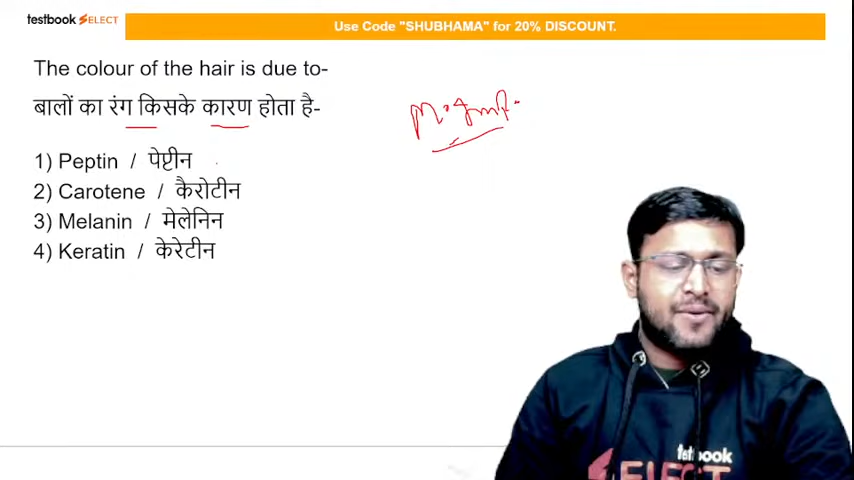 testbook SELECT
Use Code "SHUBHAMA" for 20% DISCOUNT.
The colour of the hair is due to-
बालों का रंग किसके कारण होता है-
1) Peptin / पेप्टीन
2) Carotene / कैरोटीन
3) Melanin / मेलेनिन
4) Keratin / केरेटीन
testbook
SELECT